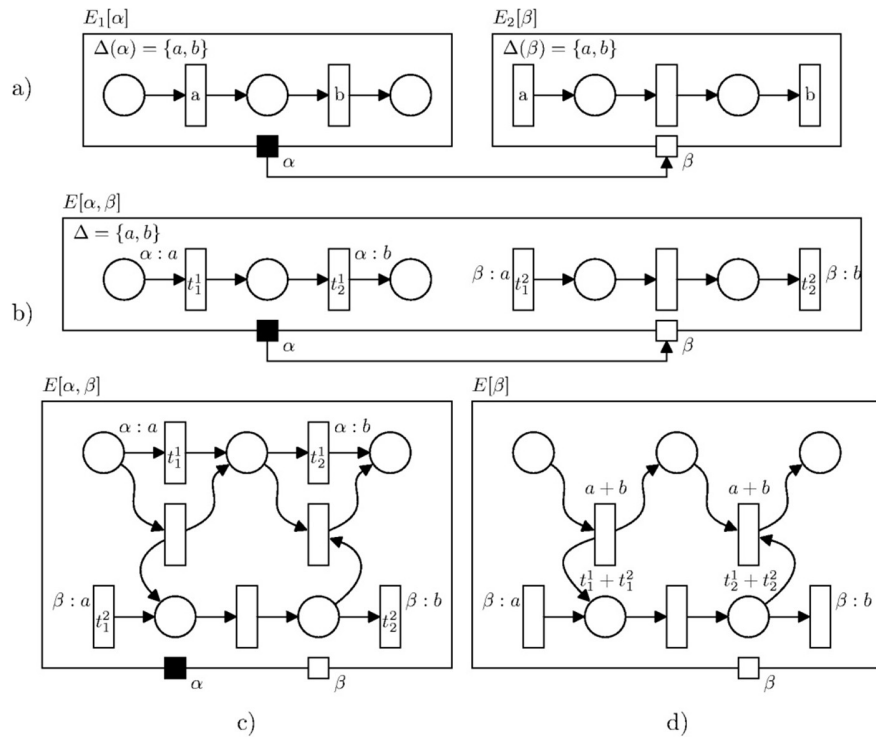 E₁[α] E₂[β]
Δ(α) = {a, b} Δ(β) = {a, b}
a)
a b a b
α β
E[α, β]
Δ = {a, b}
α : a α : b
t₁¹ t₂¹ β : a t₁² t₂² β : b
b)
α β
E[α, β] E[β]
α : a α : b
t₁¹ t₂¹
a + b a + b
t₁¹ + t₁² t₂¹ + t₂²
β : a β : b β : a β : b
t₁² t₂²
α β β
c) d)